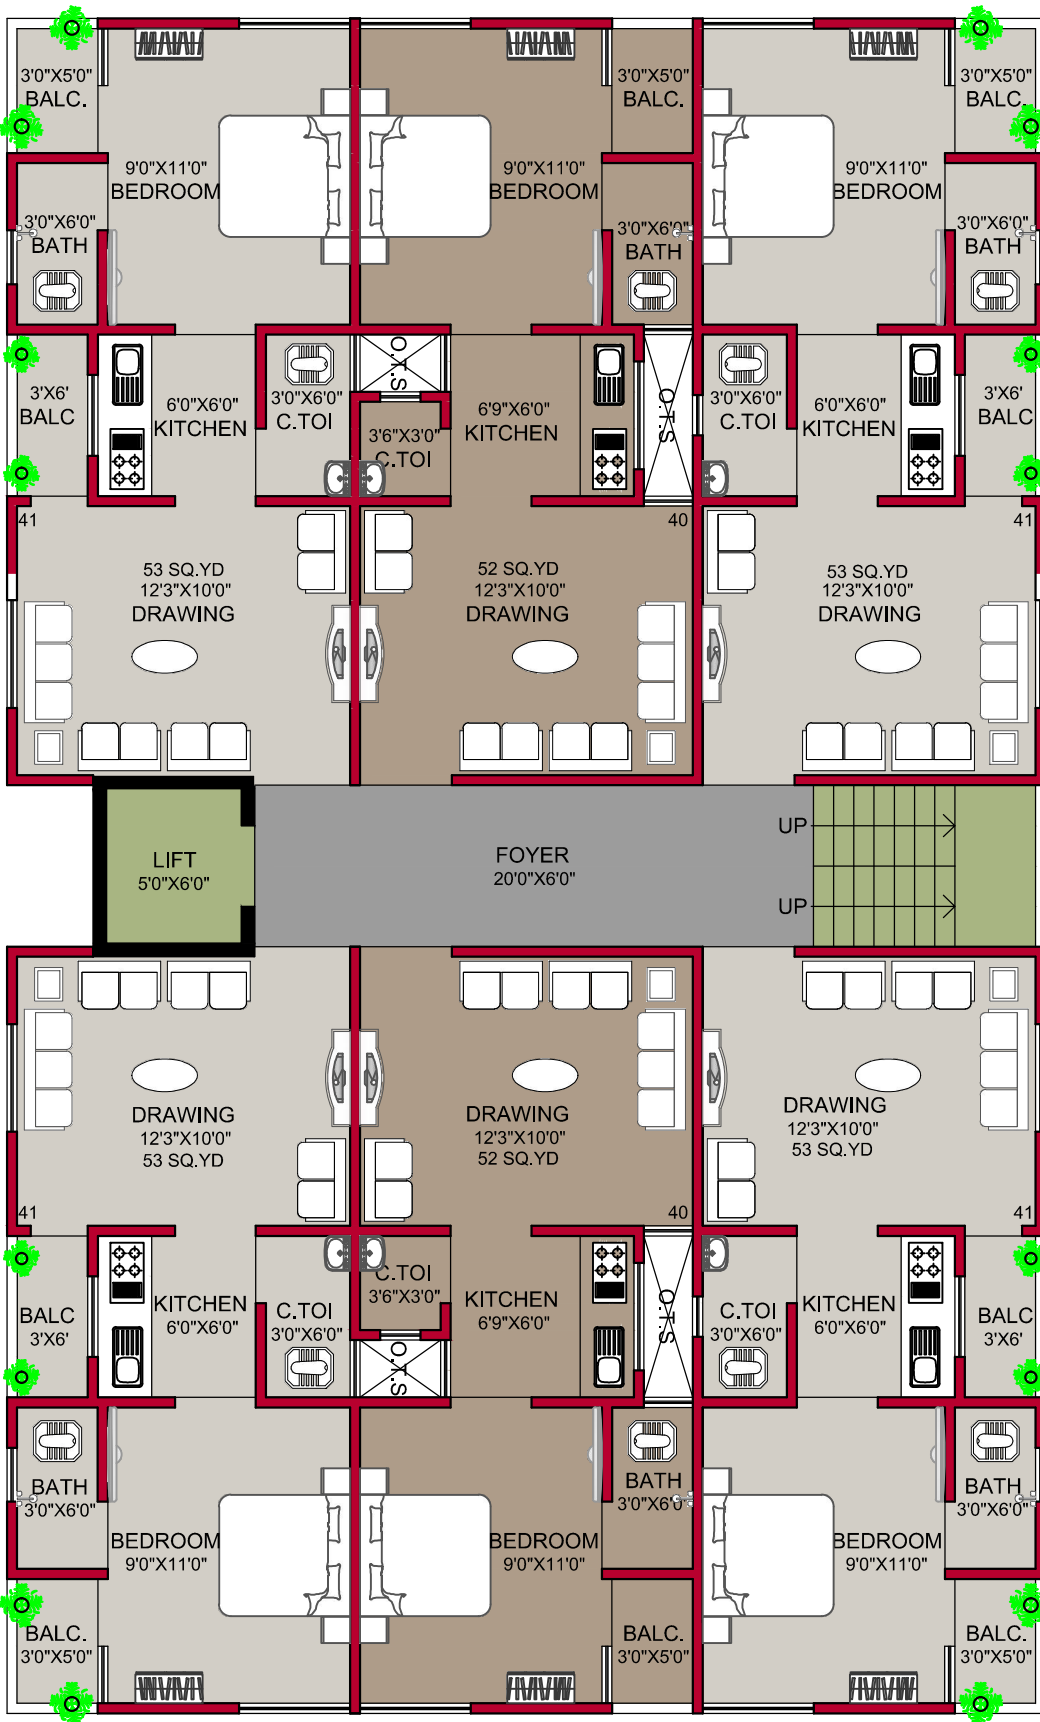 3'0"X5'0"
BALC.
9'0"X11'0"
BEDROOM
3'0"X6'0"
BATH
9'0"X11'0"
BEDROOM
3'0"X5'0"
BALC.
3'0"X6'0"
BATH
9'0"X11'0"
BEDROOM
3'0"X5'0"
BALC.
3'0"X6'0"
BATH
3'X6'
BALC
6'0"X6'0"
KITCHEN
3'0"X6'0"
C.TOI
O.T.S
3'6"X3'0"
C.TOI
6'9"X6'0"
KITCHEN
O.T.S
3'0"X6'0"
C.TOI
6'0"X6'0"
KITCHEN
3'X6'
BALC
41
53 SQ.YD
12'3"X10'0"
DRAWING
40
52 SQ.YD
12'3"X10'0"
DRAWING
41
53 SQ.YD
12'3"X10'0"
DRAWING
LIFT
5'0"X6'0"
FOYER
20'0"X6'0"
UP
UP
DRAWING
12'3"X10'0"
53 SQ.YD
41
DRAWING
12'3"X10'0"
52 SQ.YD
40
DRAWING
12'3"X10'0"
53 SQ.YD
41
BALC
3'X6'
KITCHEN
6'0"X6'0"
C.TOI
3'0"X6'0"
C.TOI
3'6"X3'0"
O.T.S
KITCHEN
6'9"X6'0"
O.T.S
C.TOI
3'0"X6'0"
KITCHEN
6'0"X6'0"
BALC
3'X6'
BATH
3'0"X6'0"
BEDROOM
9'0"X11'0"
BALC.
3'0"X5'0"
BATH
3'0"X6'0"
BEDROOM
9'0"X11'0"
BALC.
3'0"X5'0"
BATH
3'0"X6'0"
BEDROOM
9'0"X11'0"
BALC.
3'0"X5'0"